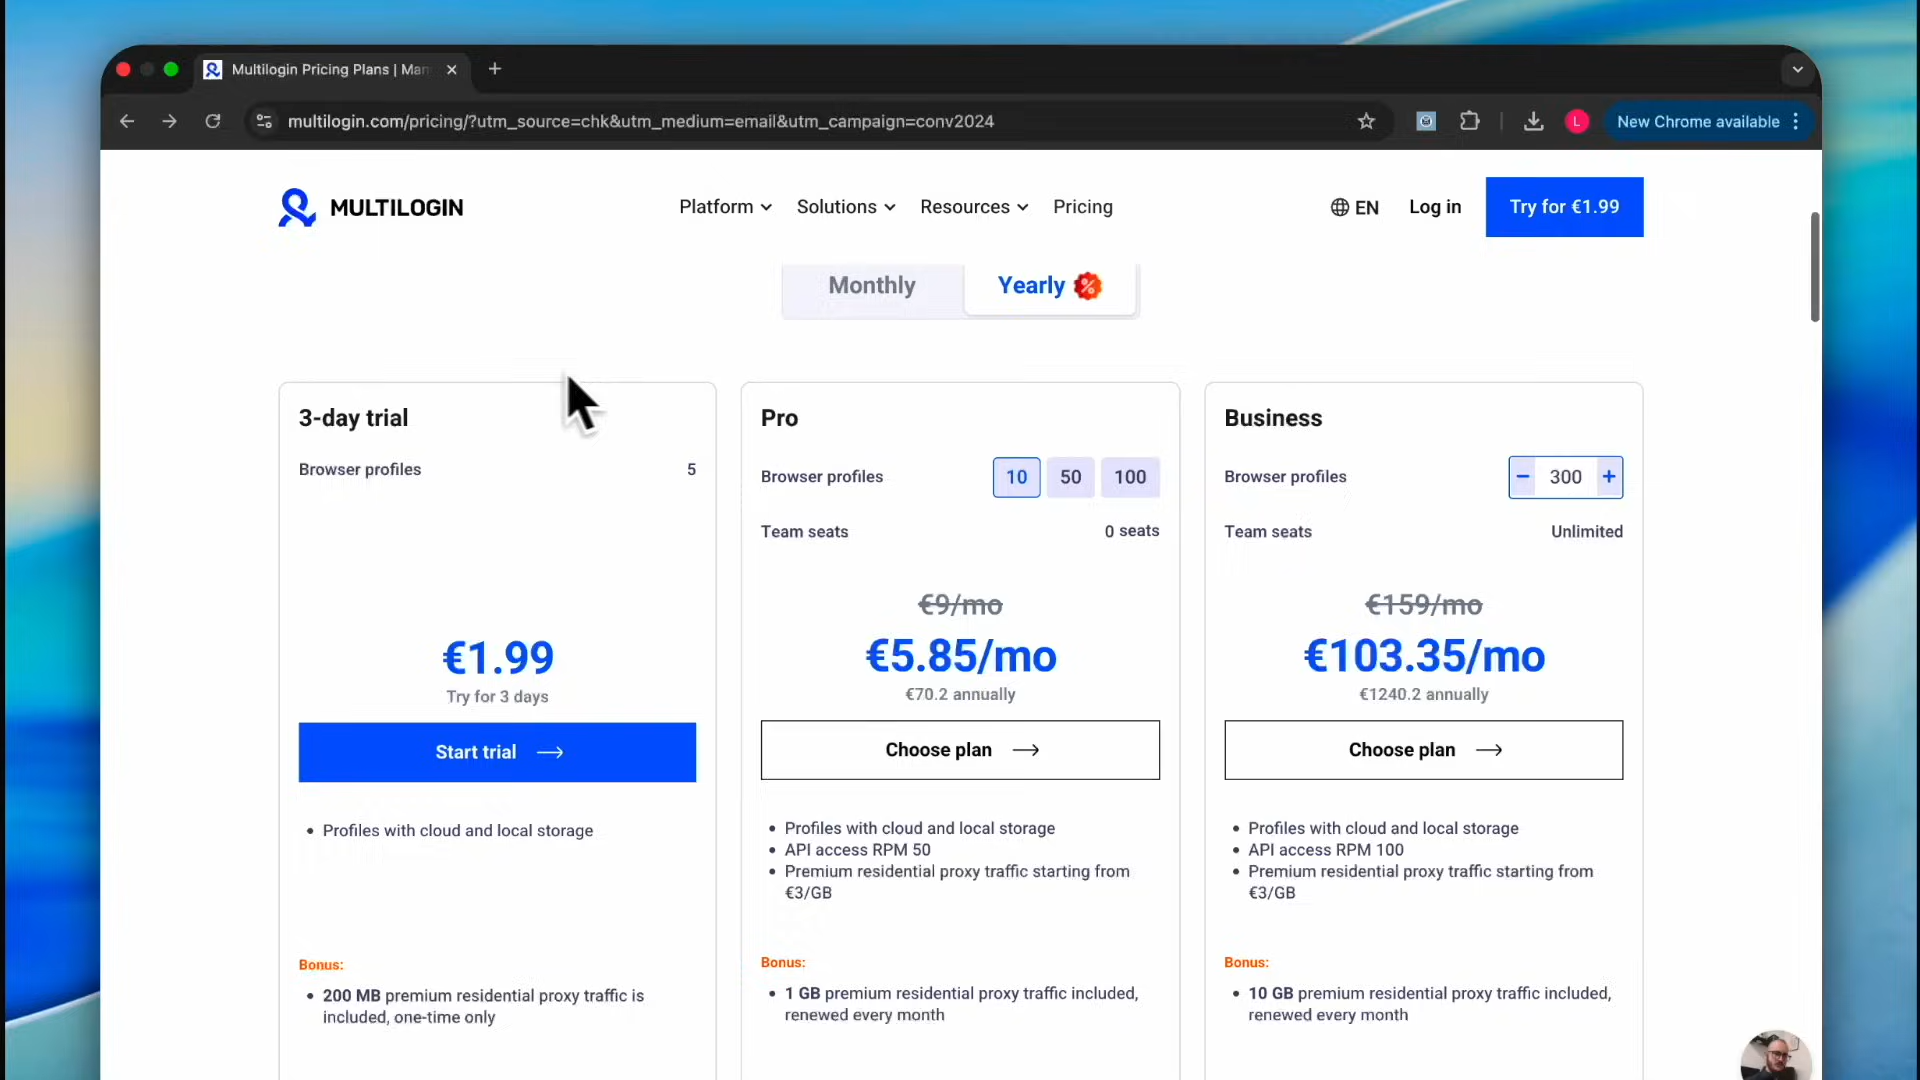 Multilogin Pricing Plans | Man
multilogin.com/pricing/?utm_source=chk&utm_medium=email&utm_campaign=conv2024
L
New Chrome available
MULTILOGIN
Platform
Solutions
Resources
Pricing
EN
Log in
Try for €1.99
Monthly
Yearly %
3-day trial
Browser profiles 5
€1.99
Try for 3 days
Start trial
• Profiles with cloud and local storage
Bonus:
• 200 MB premium residential proxy traffic is
included, one-time only
Pro
Browser profiles 10 50 100
Team seats 0 seats
€9/mo
€5.85/mo
€70.2 annually
Choose plan
• Profiles with cloud and local storage
• API access RPM 50
• Premium residential proxy traffic starting from
€3/GB
Bonus:
• 1 GB premium residential proxy traffic included,
renewed every month
Business
Browser profiles − 300 +
Team seats Unlimited
€159/mo
€103.35/mo
€1240.2 annually
Choose plan
• Profiles with cloud and local storage
• API access RPM 100
• Premium residential proxy traffic starting from
€3/GB
Bonus:
• 10 GB premium residential proxy traffic included,
renewed every month